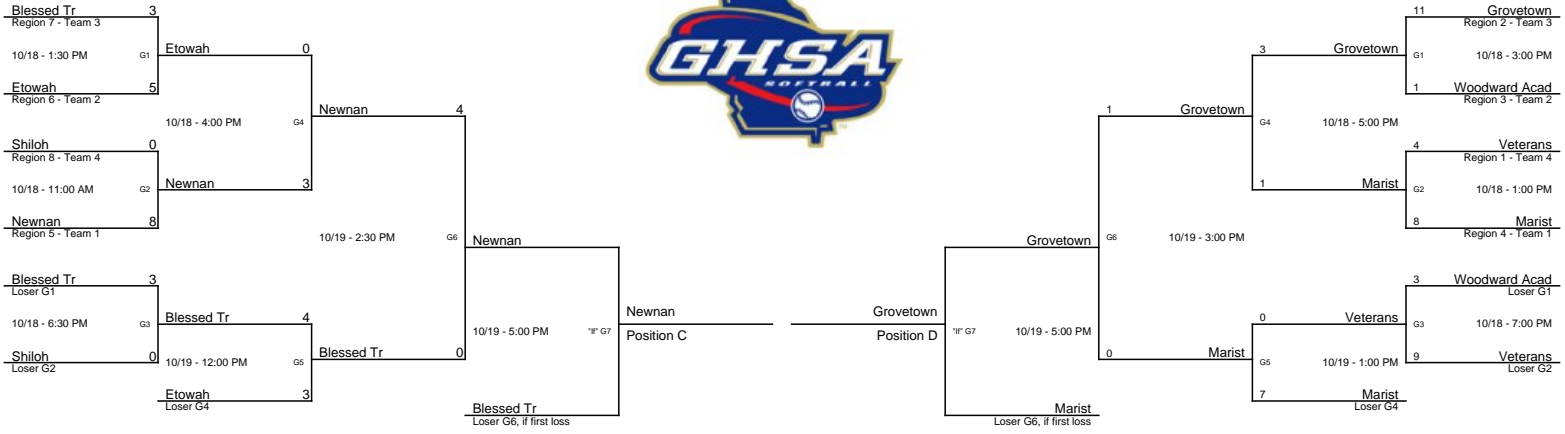 GHSA
SOFTBALL
Blessed Tr 3
Region 7 - Team 3
10/18 - 1:30 PM G1
Etowah 0
Etowah 5
Region 6 - Team 2
10/18 - 4:00 PM G4
Newnan 4
Shiloh 0
Region 8 - Team 4
10/18 - 11:00 AM G2
Newnan 3
Newnan 8
Region 5 - Team 1
10/19 - 2:30 PM G6
Newnan
Blessed Tr 3
Loser G1
10/18 - 6:30 PM G3
Blessed Tr 4
Shiloh 0
Loser G2
10/19 - 12:00 PM G5
Blessed Tr 0
Etowah 3
Loser G4
10/19 - 5:00 PM "If" G7
Newnan
Position C
Blessed Tr
Loser G6, if first loss
11 Grovetown
Region 2 - Team 3
G1 10/18 - 3:00 PM
3 Grovetown
1 Woodward Acad
Region 3 - Team 2
G4 10/18 - 5:00 PM
1 Grovetown
4 Veterans
Region 1 - Team 4
G2 10/18 - 1:00 PM
1 Marist
8 Marist
Region 4 - Team 1
G6 10/19 - 3:00 PM
Grovetown
3 Woodward Acad
Loser G1
G3 10/18 - 7:00 PM
0 Veterans
9 Veterans
Loser G2
G5 10/19 - 1:00 PM
0 Marist
7 Marist
Loser G4
"If" G7 10/19 - 5:00 PM
Grovetown
Position D
Marist
Loser G6, if first loss